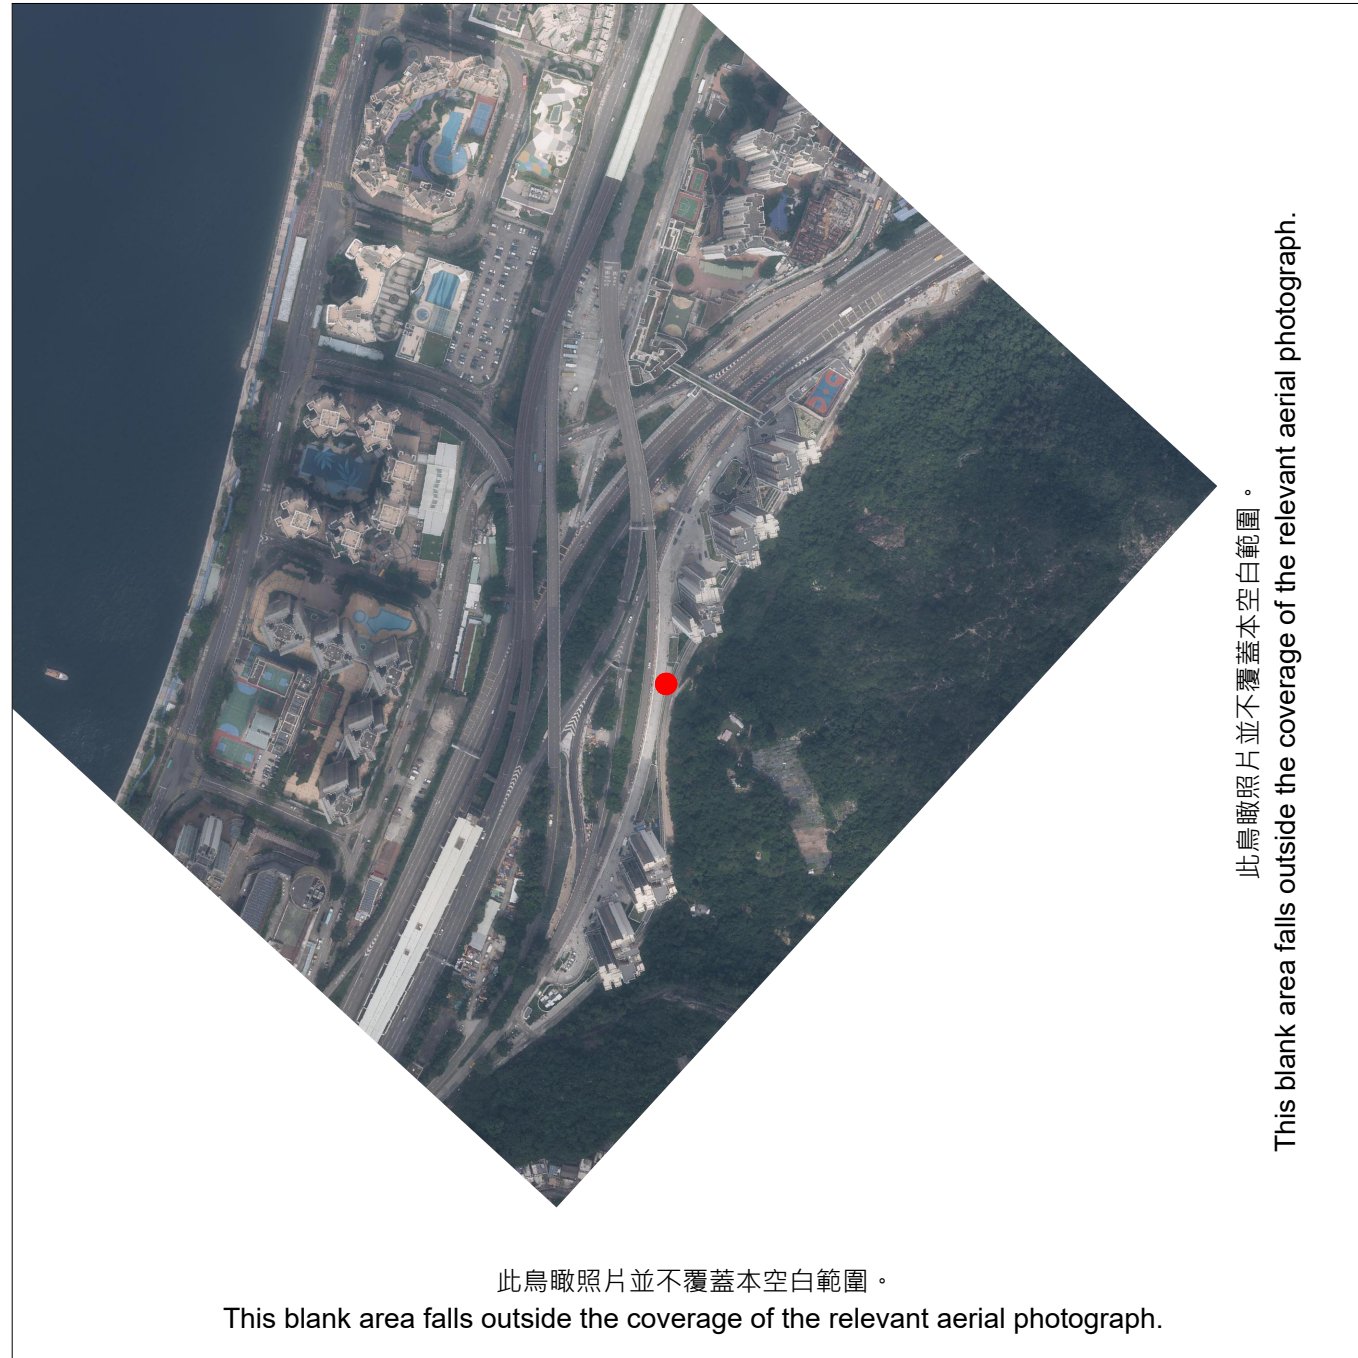 此鳥瞰照片並不覆蓋本空白範圍。
This blank area falls outside the coverage of the relevant aerial photograph.
此鳥瞰照片並不覆蓋本空白範圍。
This blank area falls outside the coverage of the relevant aerial photograph.